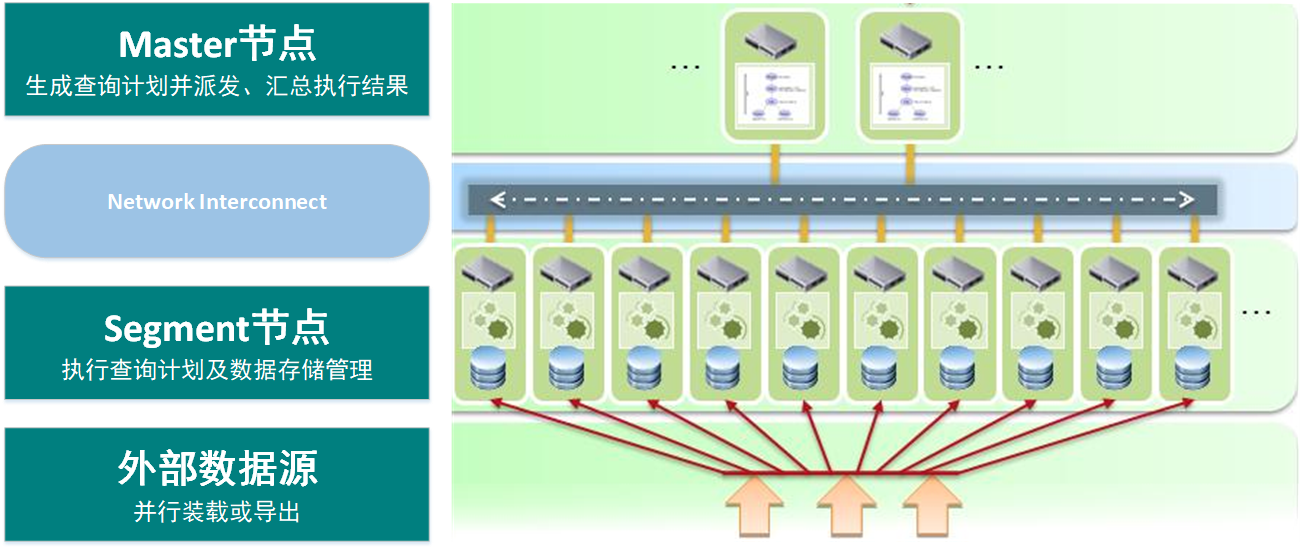 Master节点
生成查询计划并派发、汇总执行结果
Network Interconnect
Segment节点
执行查询计划及数据存储管理
外部数据源
并行装载或导出